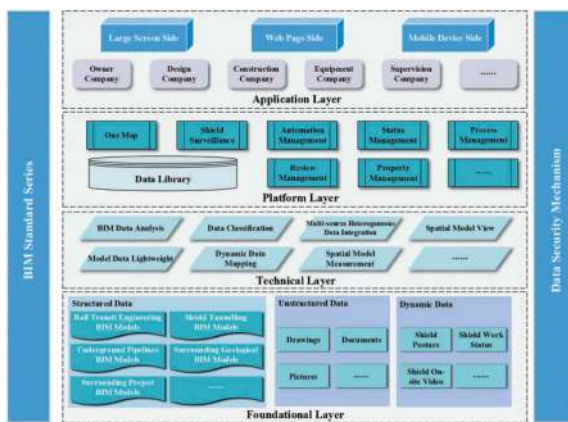 BIM Standard Series
Data Security Mechanism
Large Screen Side
Web Page Side
Mobile Device Side
Owner
Company
Design
Company
Construction
Company
Equipment
Company
Supervision
Company
......
Application Layer
One Map
Shield
Surveillance
Automation
Management
Status
Management
Process
Management
Data Library
Review
Management
Property
Management
......
Platform Layer
BIM Data Analysis
Data Classification
Multi-source Heterogeneous
Data Integration
Spatial Model View
Model Data Lightweight
Dynamic Data
Mapping
Spatial Model
Measurement
......
Technical Layer
Structured Data
Rail Transit Engineering
BIM Models
Shield Tunnelling
BIM Models
Underground Pipelines
BIM Models
Surrounding Geological
BIM Models
Surrounding Project
BIM Models
......
Unstructured Data
Drawings
Documents
Pictures
......
Dynamic Data
Shield
Posture
Shield Work
Status
Shield On-
site Video
......
Foundational Layer